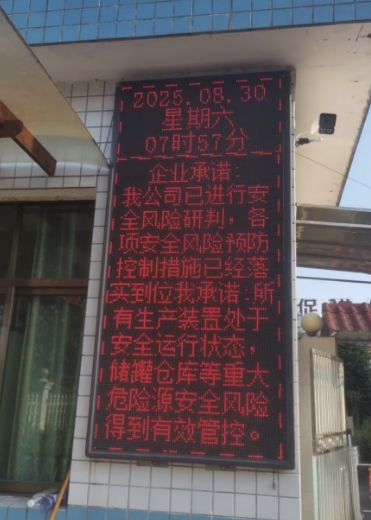 2025.08.30
星期六
07时57分
企业承诺:
我公司已进行安
全风险研判，各
项安全风险预防
控制措施已经落
实到位我承诺:所
有生产装置处于
安全运行状态，
储罐仓库等重大
危险源安全风险
得到有效管控。
促进